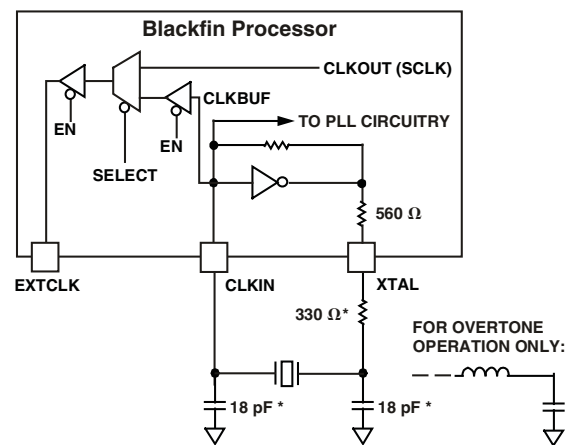 Blackfin Processor
CLKOUT (SCLK)
CLKBUF
TO PLL CIRCUITRY
EN
EN
SELECT
560 Ω
EXTCLK
CLKIN
XTAL
330 Ω*
FOR OVERTONE
OPERATION ONLY:
18 pF *
18 pF *